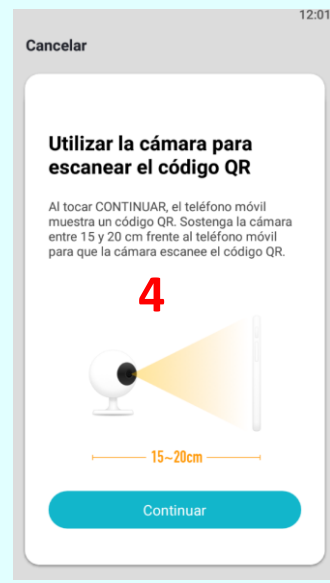 12:01
Cancelar
Utilizar la cámara para
escanear el código QR
Al tocar CONTINUAR, el teléfono móvil
muestra un código QR. Sostenga la cámara
entre 15 y 20 cm frente al teléfono móvil
para que la cámara escanee el código QR.
4
15~20cm
Continuar